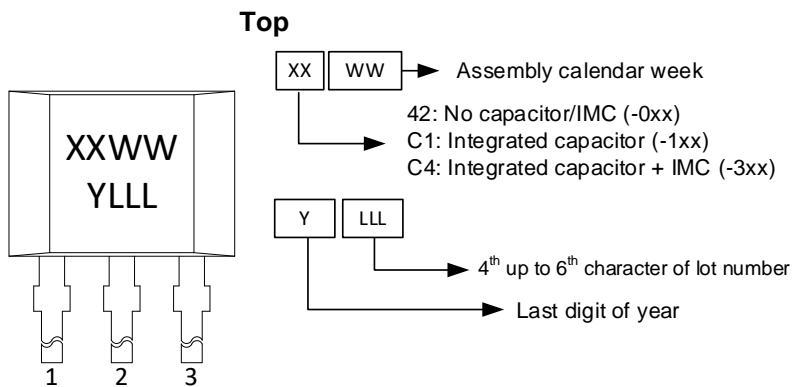 Top
XXWW
YLLL
1 2 3
XX WW Assembly calendar week
42: No capacitor/IMC (-0xx)
C1: Integrated capacitor (-1xx)
C4: Integrated capacitor + IMC (-3xx)
Y LLL
4th up to 6th character of lot number
Last digit of year